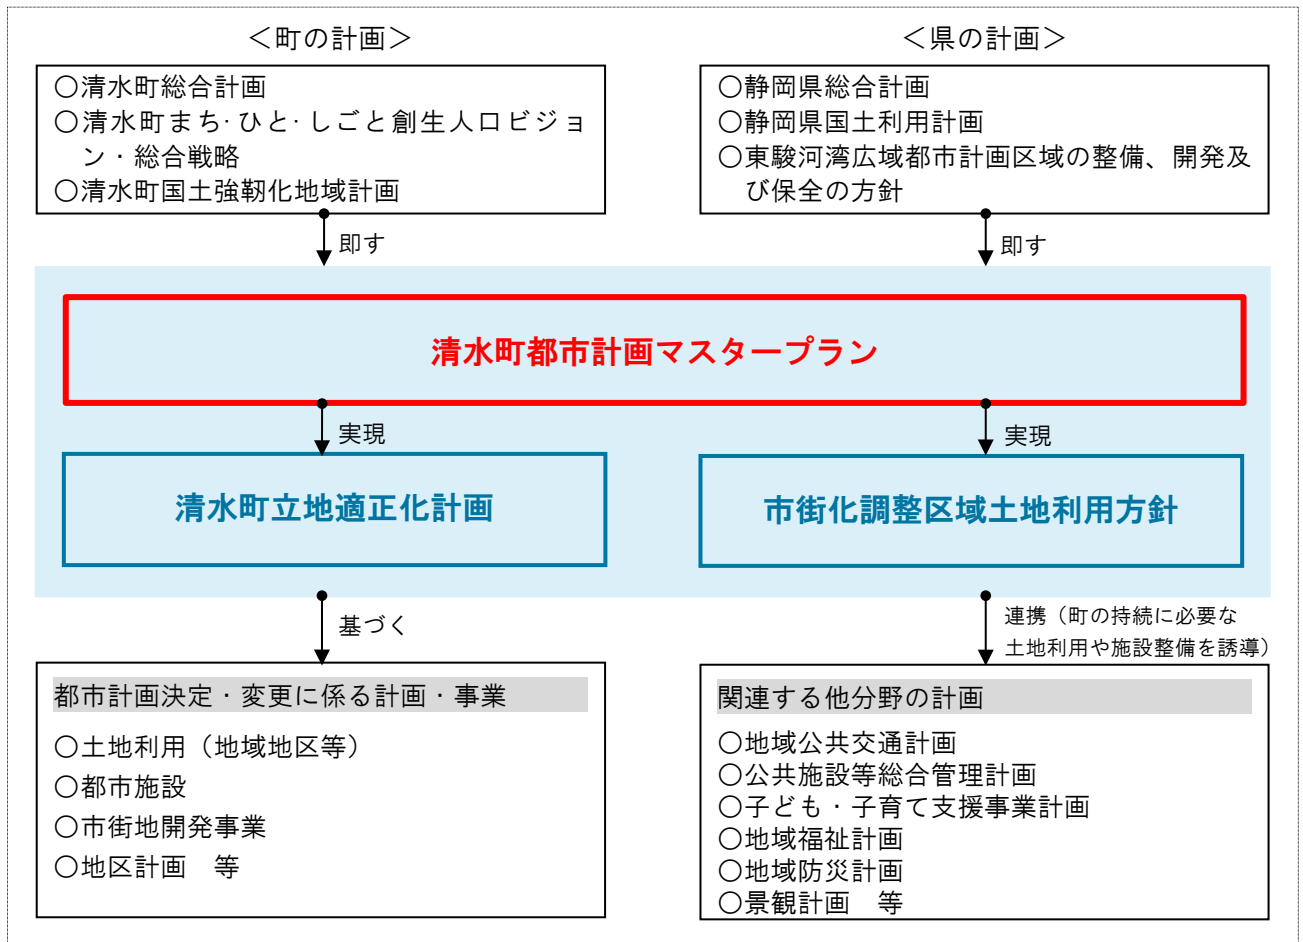 ＜町の計画＞
○清水町総合計画
○清水町まち・ひと・しごと創生人口ビジョ
ン・総合戦略
○清水町国土強靭化地域計画
＜県の計画＞
○静岡県総合計画
○静岡県国土利用計画
○東駿河湾広域都市計画区域の整備、開発及
び保全の方針
即す
即す
清水町都市計画マスタープラン
実現
実現
清水町立地適正化計画
市街化調整区域土地利用方針
基づく
連携（町の持続に必要な
土地利用や施設整備を誘導）
都市計画決定・変更に係る計画・事業
○土地利用（地域地区等）
○都市施設
○市街地開発事業
○地区計画　等
関連する他分野の計画
○地域公共交通計画
○公共施設等総合管理計画
○子ども・子育て支援事業計画
○地域福祉計画
○地域防災計画
○景観計画　等